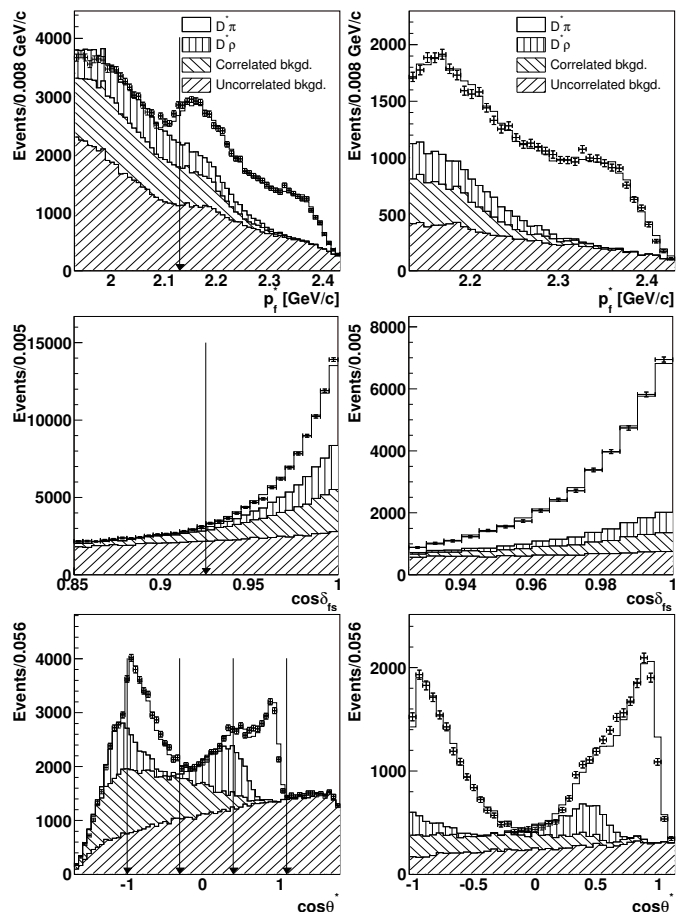 Events/0.008 GeV/c
4000
3000
2000
1000
0
D*π
D*ρ
Correlated bkgd.
Uncorrelated bkgd.
2
2.1
2.2
2.3
2.4
p*f [GeV/c]
Events/0.008 GeV/c
2000
1500
1000
500
0
D*π
D*ρ
Correlated bkgd.
Uncorrelated bkgd.
2.2
2.3
2.4
p*f [GeV/c]
Events/0.005
15000
10000
5000
0
0.85
0.9
0.95
1
cosδfs
Events/0.005
8000
6000
4000
2000
0
0.94
0.96
0.98
1
cosδfs
Events/0.056
4000
3000
2000
1000
0
-1
0
1
cosθ*
Events/0.056
2000
1000
0
-1
-0.5
0
0.5
1
cosθ*